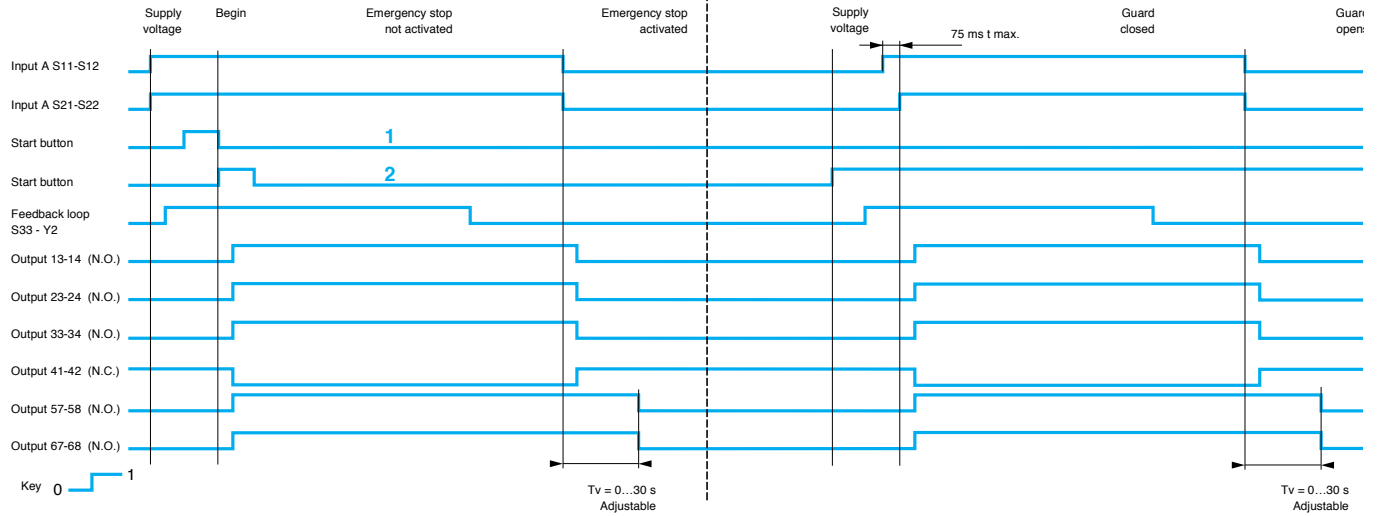 Supply voltage
Begin
Emergency stop not activated
Emergency stop activated
Supply voltage
75 ms t max.
Guard closed
Guard opens
Input A S11-S12
Input A S21-S22
Start button
1
Start button
2
Feedback loop
S33 - Y2
Output 13-14 (N.O.)
Output 23-24 (N.O.)
Output 33-34 (N.O.)
Output 41-42 (N.C.)
Output 57-58 (N.O.)
Output 67-68 (N.O.)
Key 0 1
Tv = 0...30 s
Adjustable
Tv = 0...30 s
Adjustable